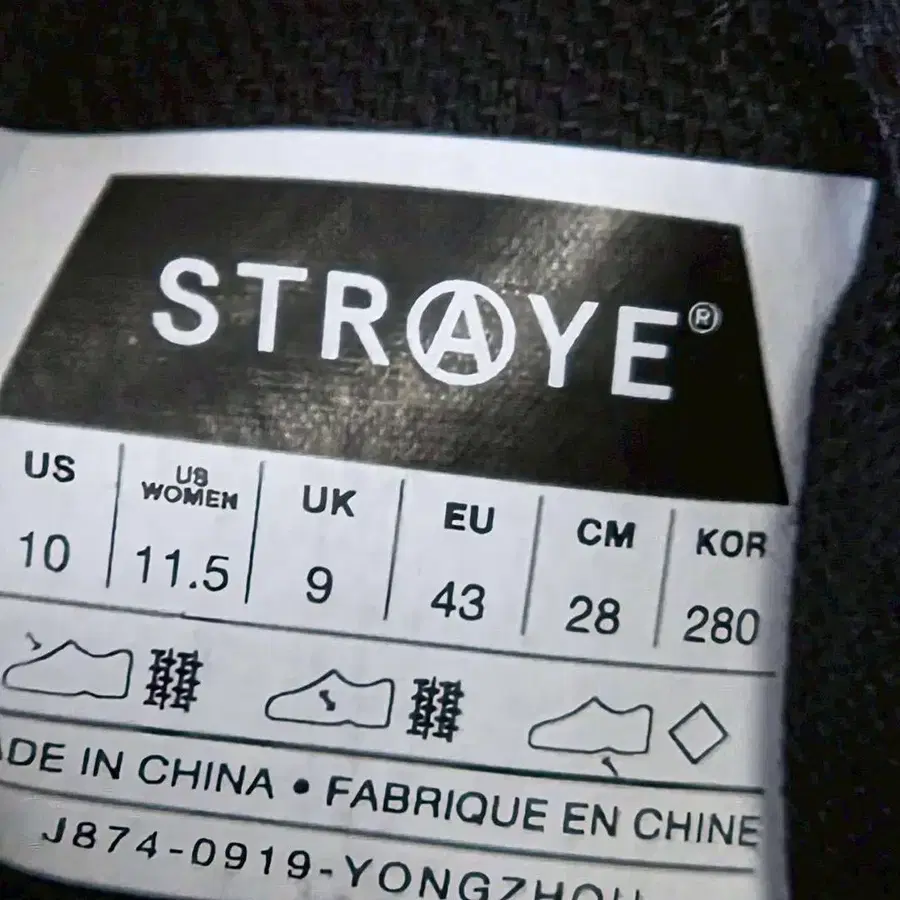 STRAYE®
US US WOMEN UK EU CM KOR
10 11.5 9 43 28 280
DE IN CHINA • FABRIQUE EN CHINE
J874-0919-YONGZHOU